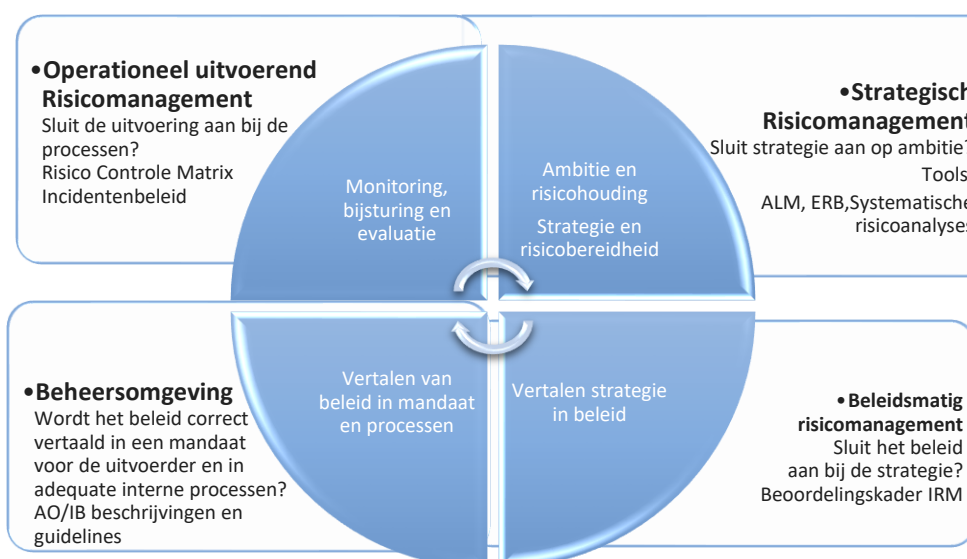 •Operationeel uitvoerend
Risicomanagement
Sluit de uitvoering aan bij de
processen?
Risico Controle Matrix
Incidentenbeleid
Monitoring,
bijsturing en
evaluatie
Ambitie en
risicohouding
Strategie en
risicobereidheid
•Strategisch
Risicomanagement
Sluit strategie aan op ambitie?
Tools
ALM, ERB,Systematische
risicoanalyses
•Beheersomgeving
Wordt het beleid correct
vertaald in een mandaat
voor de uitvoerder en in
adequate interne processen?
AO/IB beschrijvingen en
guidelines
Vertalen van
beleid in mandaat
en processen
Vertalen strategie
in beleid
•Beleidsmatig
risicomanagement
Sluit het beleid
aan bij de strategie?
Beoordelingskader IRM